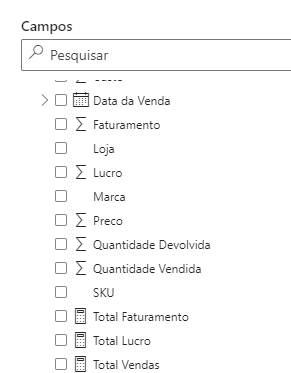 Campos
Pesquisar
Data da Venda
Faturamento
Loja
Lucro
Marca
Preco
Quantidade Devolvida
Quantidade Vendida
SKU
Total Faturamento
Total Lucro
Total Vendas